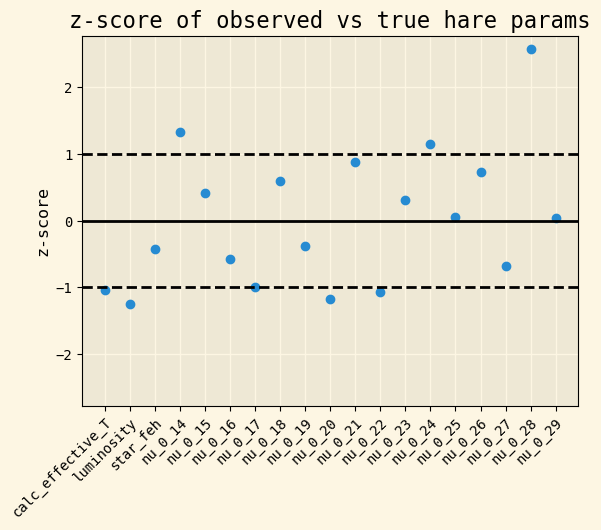 z-score of observed vs true hare params
z-score
2
1
0
−1
−2
calc_effective_T
luminosity
star_feh
nu_0_14
nu_0_15
nu_0_16
nu_0_17
nu_0_18
nu_0_19
nu_0_20
nu_0_21
nu_0_22
nu_0_23
nu_0_24
nu_0_25
nu_0_26
nu_0_27
nu_0_28
nu_0_29